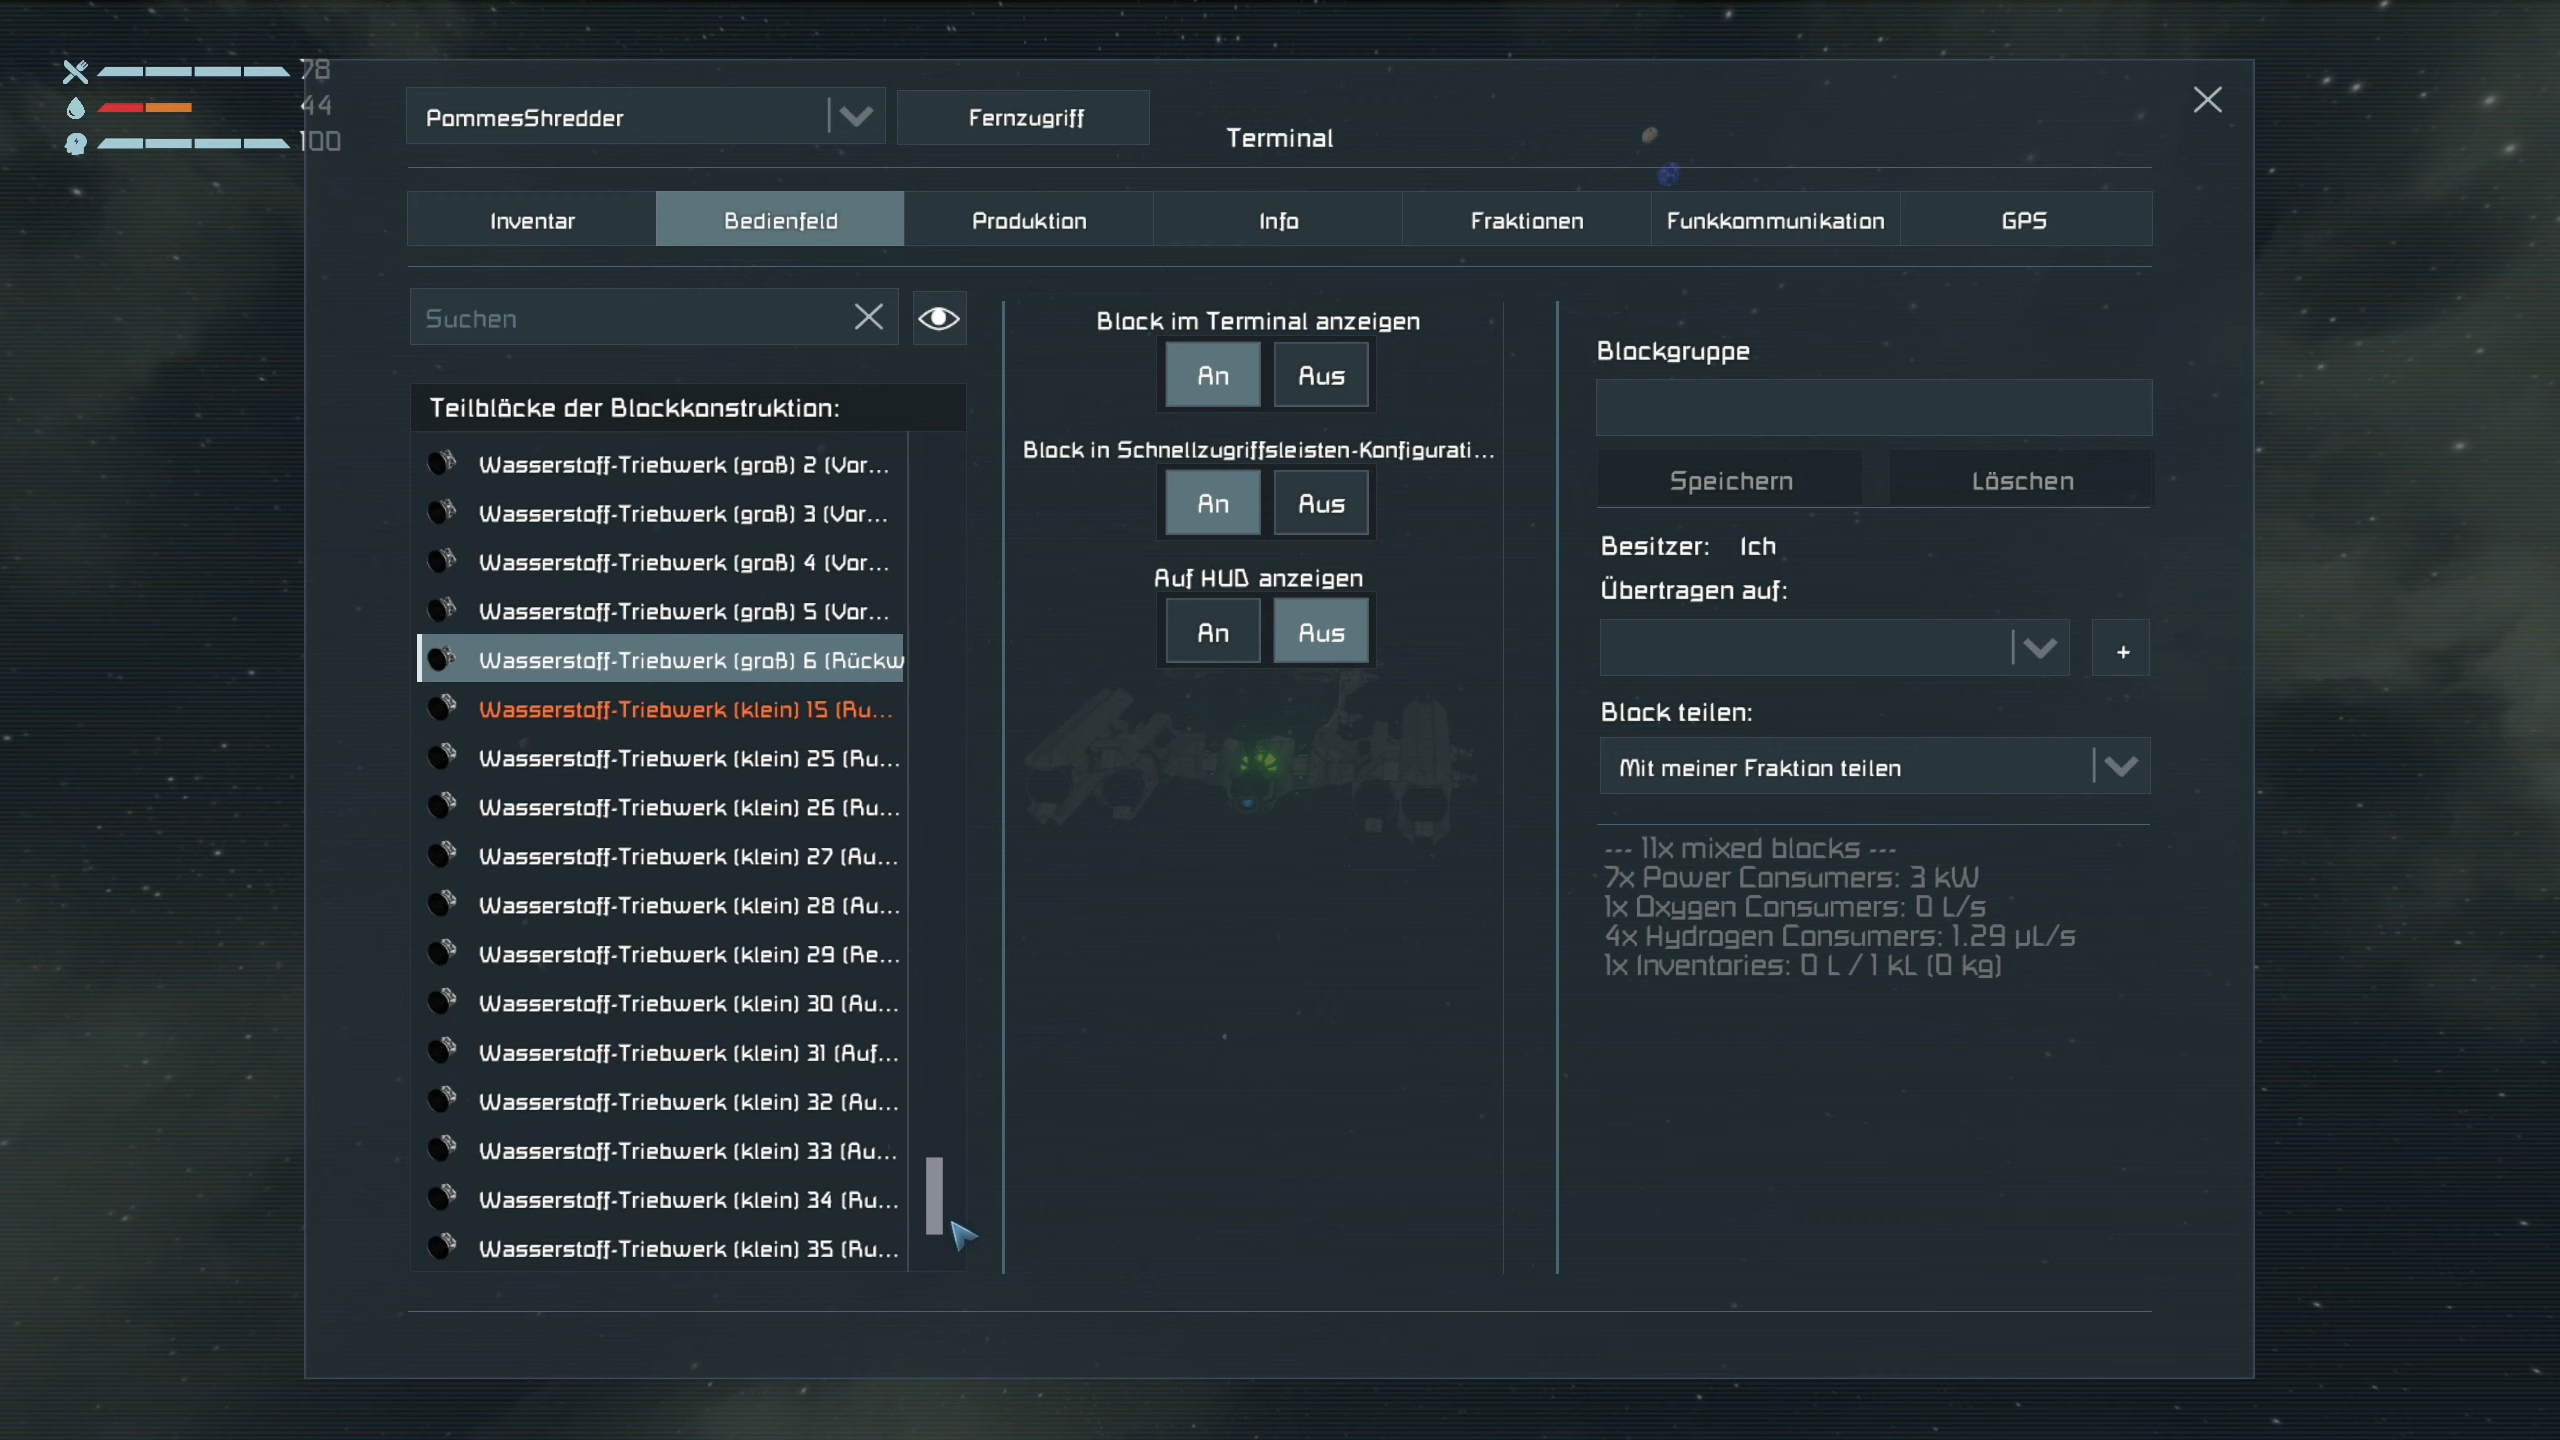 78
44
100
PommesShredder
Fernzugriff
Terminal
Inventar
Bedienfeld
Produktion
Info
Fraktionen
Funkkommunikation
GPS
Suchen
Teilblöcke der Blockkonstruktion:
Wasserstoff-Triebwerk (groß) 2 (Vor...
Wasserstoff-Triebwerk (groß) 3 (Vor...
Wasserstoff-Triebwerk (groß) 4 (Vor...
Wasserstoff-Triebwerk (groß) 5 (Vor...
Wasserstoff-Triebwerk (groß) 6 (Rückw
Wasserstoff-Triebwerk (klein) 15 (Ru...
Wasserstoff-Triebwerk (klein) 25 (Ru...
Wasserstoff-Triebwerk (klein) 26 (Ru...
Wasserstoff-Triebwerk (klein) 27 (Au...
Wasserstoff-Triebwerk (klein) 28 (Au...
Wasserstoff-Triebwerk (klein) 29 (Re...
Wasserstoff-Triebwerk (klein) 30 (Au...
Wasserstoff-Triebwerk (klein) 31 (Auf...
Wasserstoff-Triebwerk (klein) 32 (Au...
Wasserstoff-Triebwerk (klein) 33 (Au...
Wasserstoff-Triebwerk (klein) 34 (Ru...
Wasserstoff-Triebwerk (klein) 35 (Ru...
Block im Terminal anzeigen
An Aus
Block in Schnellzugriffsleisten-Konfigurati...
An Aus
Auf HUD anzeigen
An Aus
Blockgruppe
Speichern Löschen
Besitzer: Ich
Übertragen auf:
+
Block teilen:
Mit meiner Fraktion teilen
--- 11x mixed blocks ---
7x Power Consumers: 3 kW
1x Oxygen Consumers: 0 L/s
4x Hydrogen Consumers: 1.29 µL/s
1x Inventories: 0 L / 1 kL (0 kg)